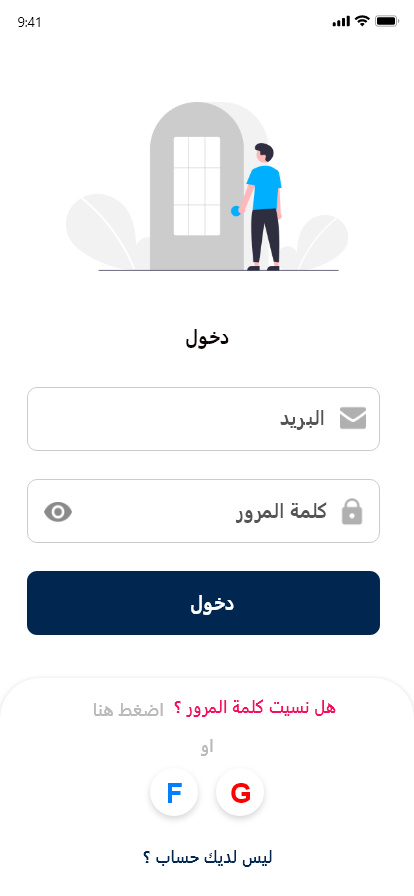 9:41
دخول
البريد
كلمة المرور
دخول
هل نسيت كلمة المرور ؟ اضغط هنا
او
F G
ليس لديك حساب ؟